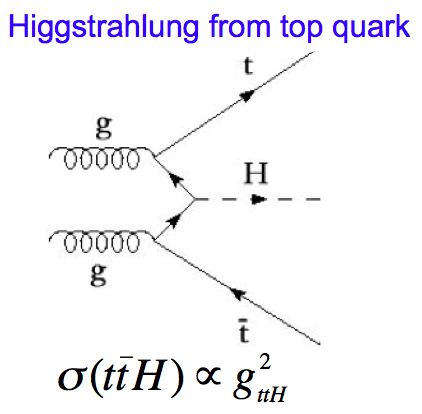 Higgstrahlung from top quark
t
g
H
g
t̄
σ(tt̄H) ∝ g²ttH